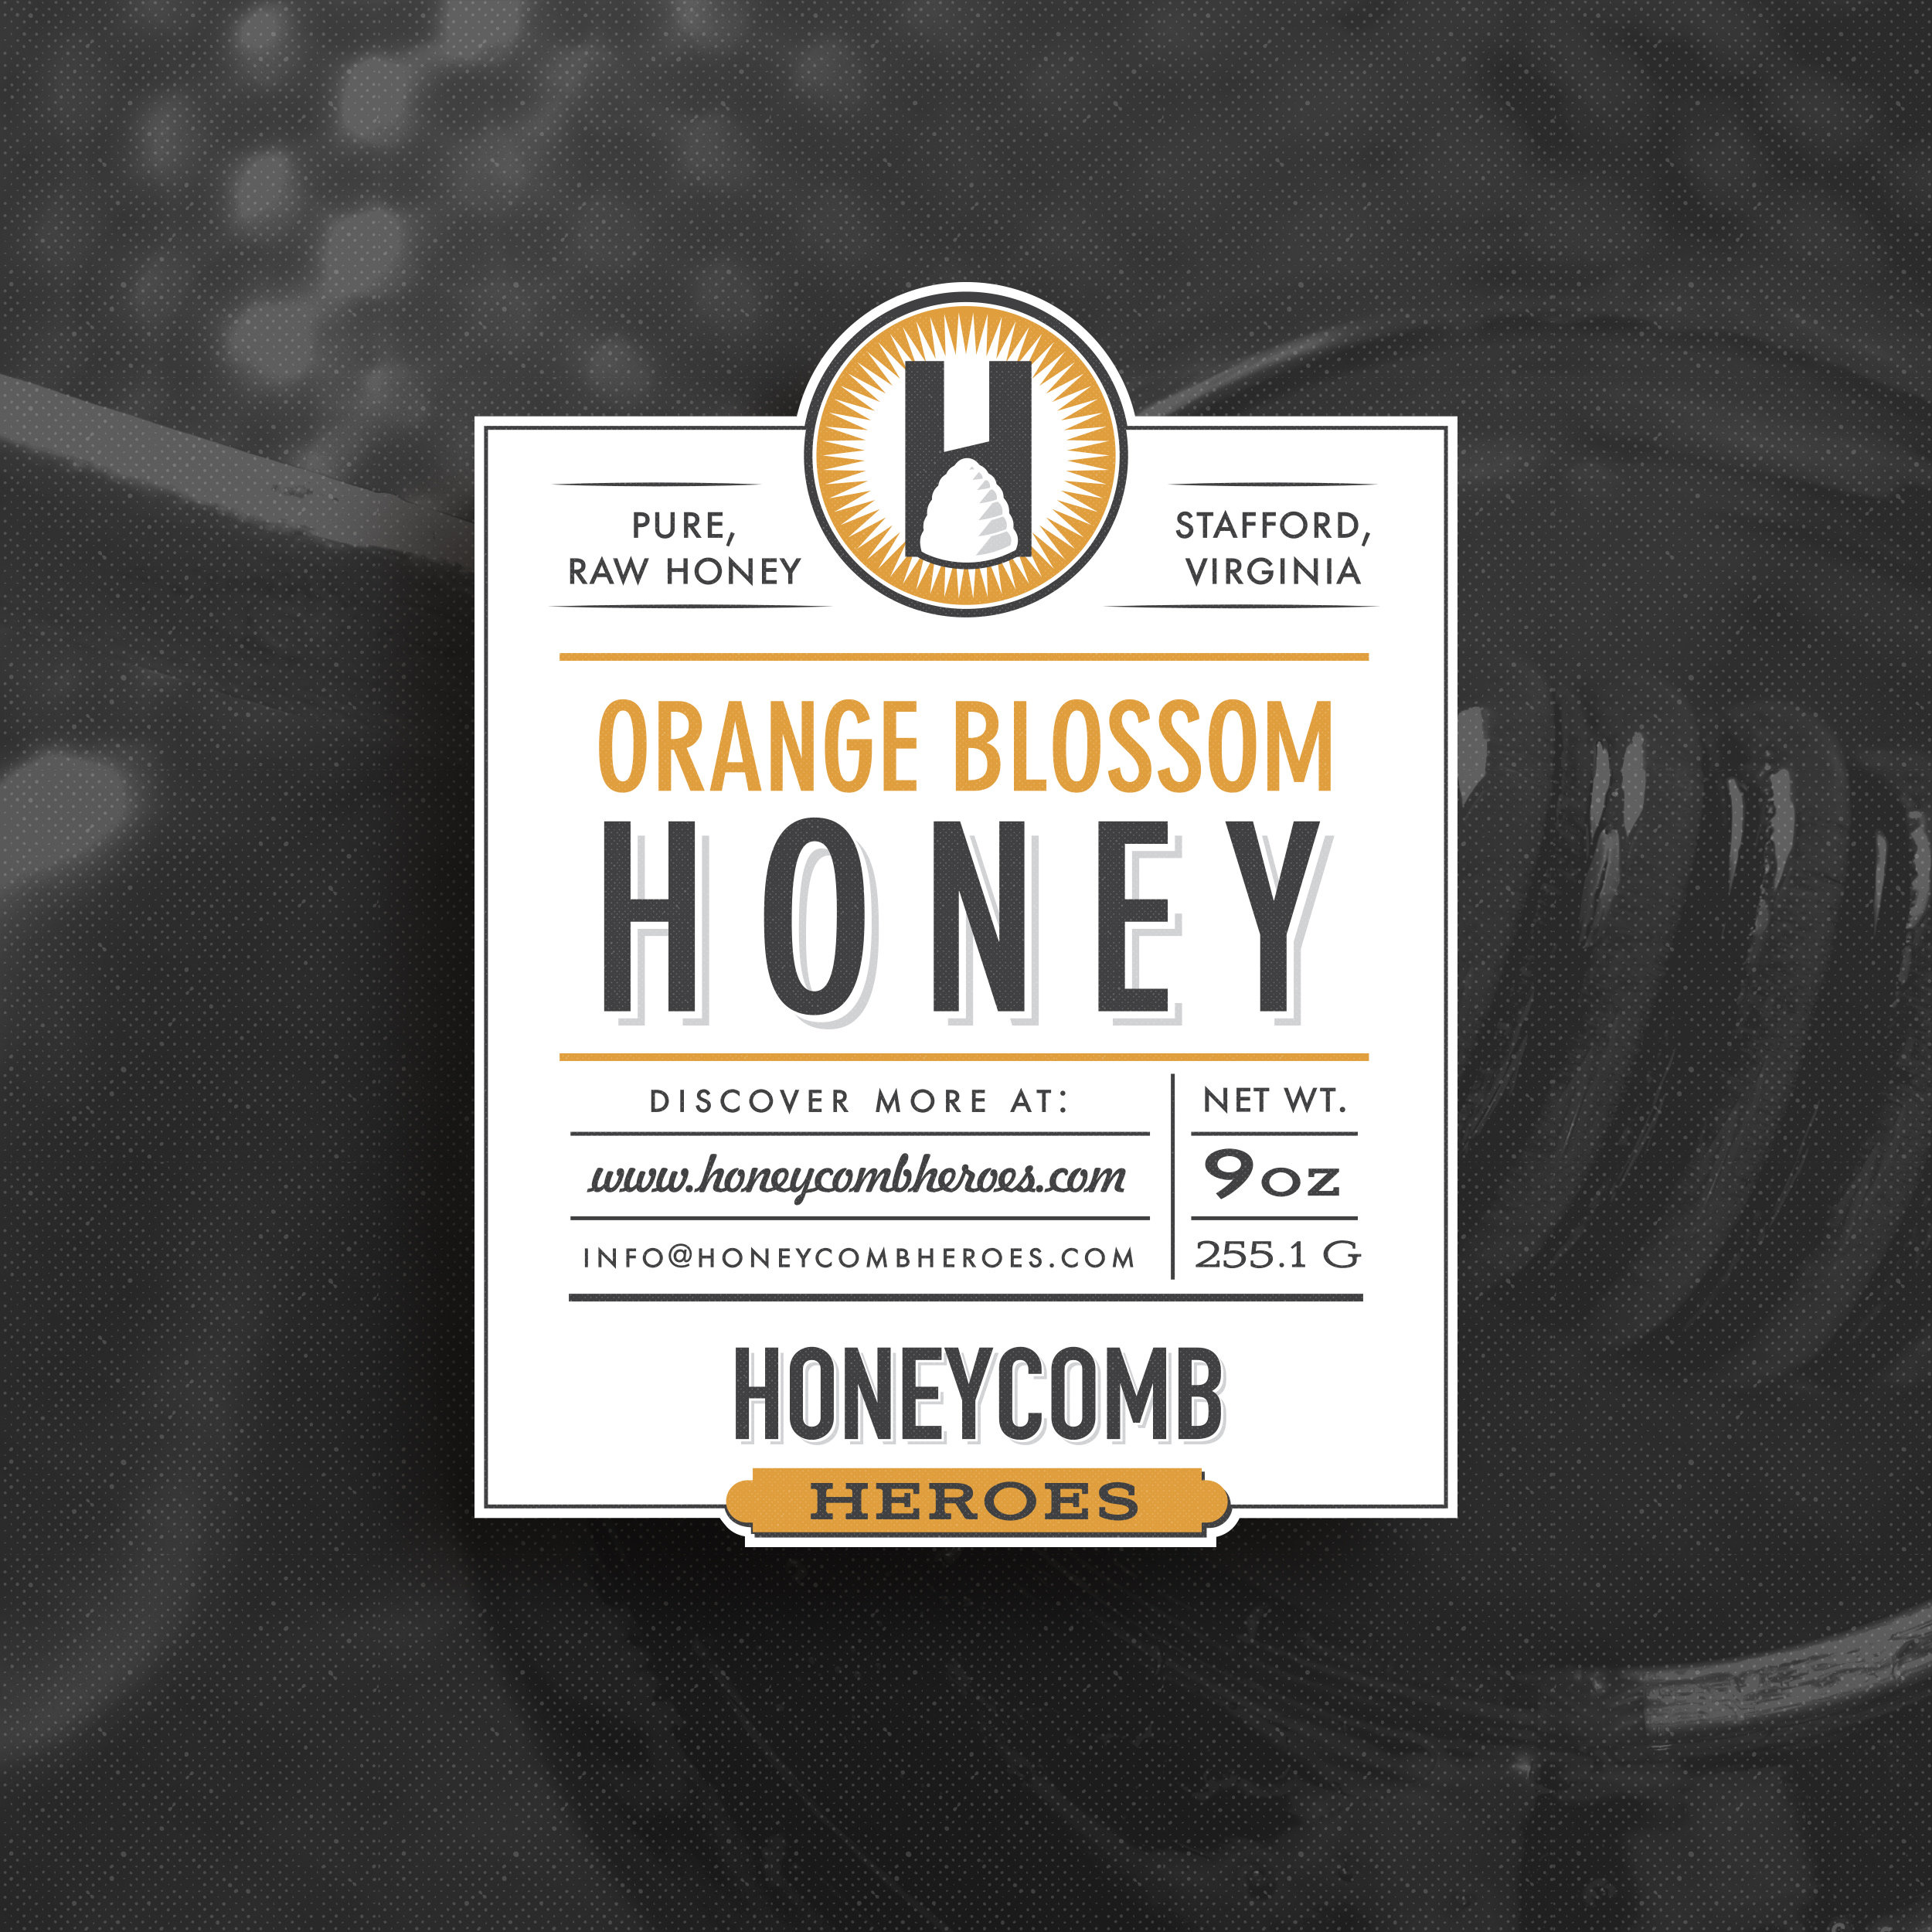 H
PURE,
RAW HONEY
STAFFORD,
VIRGINIA
ORANGE BLOSSOM
HONEY
DISCOVER MORE AT:
www.honeycombheroes.com
INFO@HONEYCOMBHEROES.COM
NET WT.
9oz
255.1 G
HONEYCOMB
HEROES